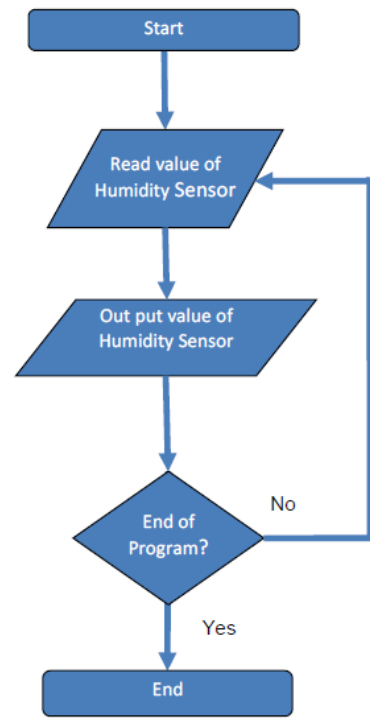 Start
Read value of
Humidity Sensor
Out put value of
Humidity Sensor
End of
Program?
No
Yes
End